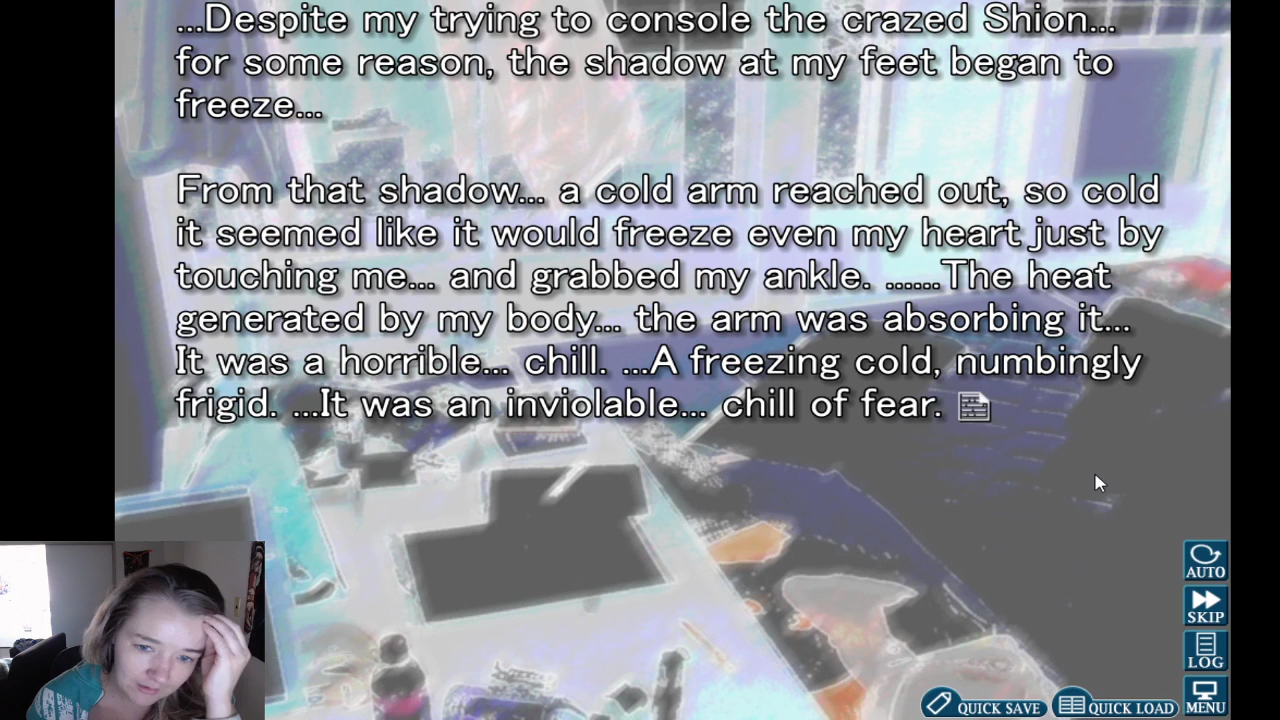 ...Despite my trying to console the crazed Shion...
for some reason, the shadow at my feet began to
freeze...
From that shadow... a cold arm reached out, so cold
it seemed like it would freeze even my heart just by
touching me... and grabbed my ankle. ......The heat
generated by my body... the arm was absorbing it...
It was a horrible... chill. ...A freezing cold, numbingly
frigid. ...It was an inviolable... chill of fear.
AUTO
SKIP
LOG
MENU
QUICK SAVE
QUICK LOAD